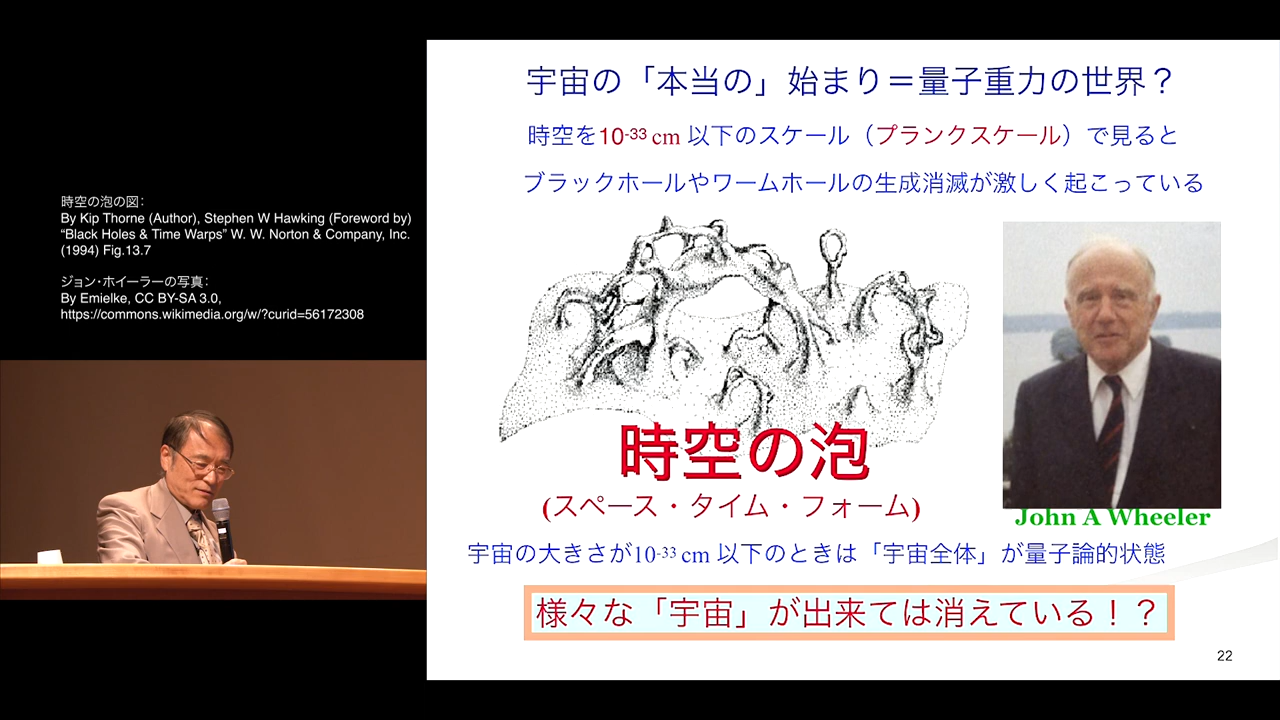 宇宙の「本当の」始まり＝量子重力の世界？
時空を10-33 cm 以下のスケール（プランクスケール）で見ると
ブラックホールやワームホールの生成消滅が激しく起こっている
時空の泡の図：
By Kip Thorne (Author), Stephen W Hawking (Foreword by)
“Black Holes & Time Warps” W. W. Norton & Company, Inc.
(1994) Fig.13.7
ジョン・ホイーラーの写真：
By Emielke, CC BY-SA 3.0,
https://commons.wikimedia.org/w/?curid=56172308
時空の泡
(スペース・タイム・フォーム)
John A Wheeler
宇宙の大きさが10-33 cm 以下のときは「宇宙全体」が量子論的状態
様々な「宇宙」が出来ては消えている！？
22